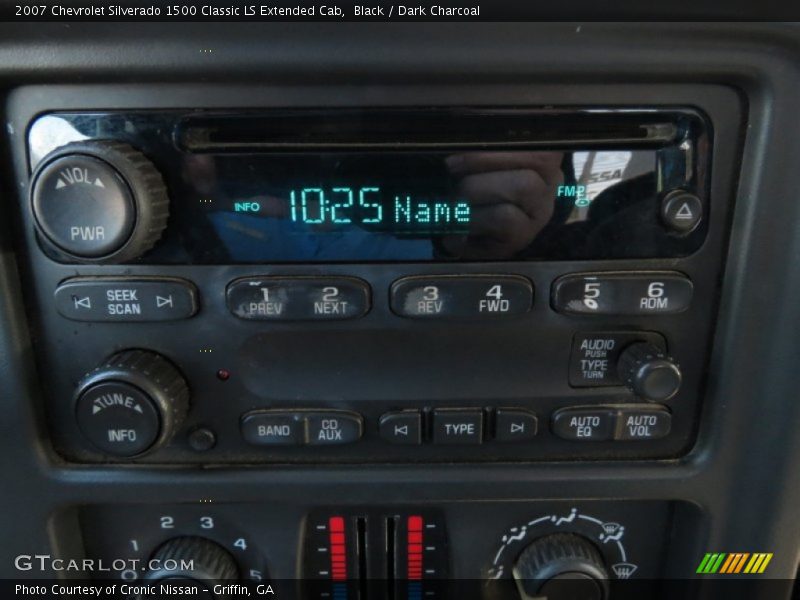 2007 Chevrolet Silverado 1500 Classic LS Extended Cab,  Black / Dark Charcoal
VOL
PWR
INFO
10:25 Name
FM2
NISSAN
SEEK
SCAN
1
PREV
2
NEXT
3
REV
4
FWD
5
6
RDM
AUDIO
PUSH
TYPE
TURN
TUNE
INFO
BAND
CD
AUX
TYPE
AUTO
EQ
AUTO
VOL
0 1 2 3 4 5
GTCARLOT.COM
Photo Courtesy of Cronic Nissan - Griffin, GA